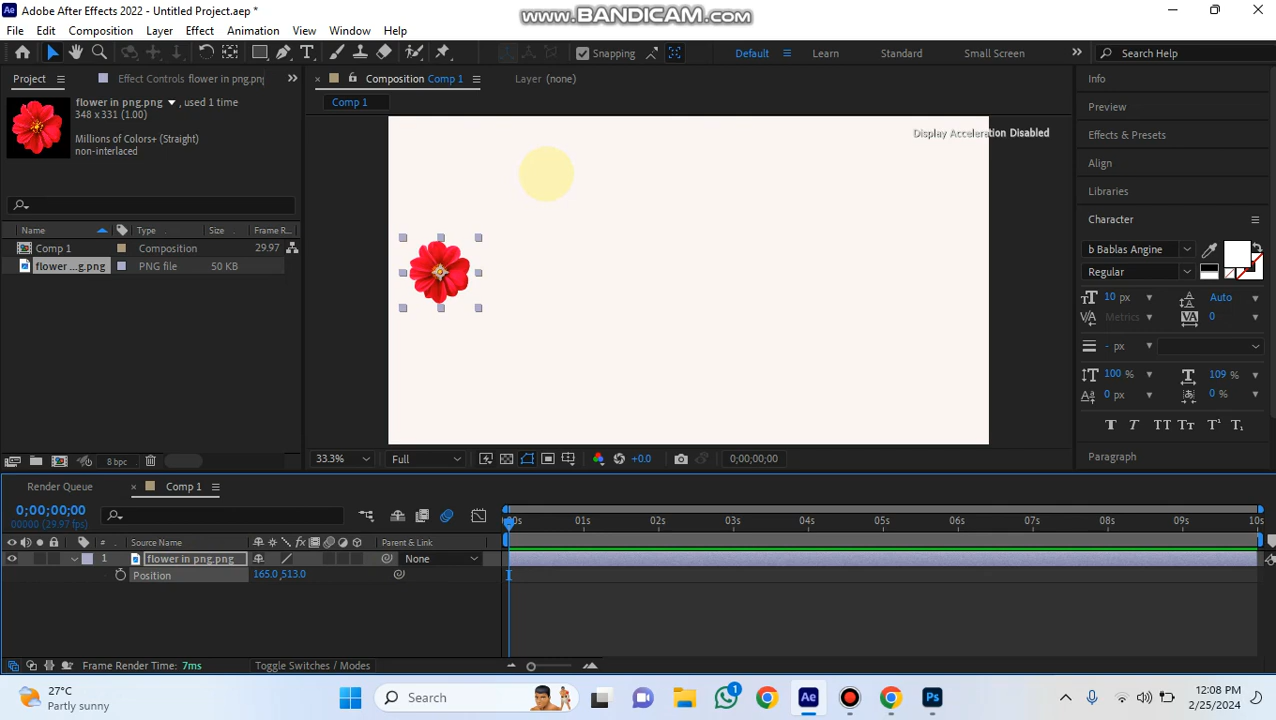 Adobe After Effects 2022 - Untitled Project.aep *
www.BANDICAM.com
File Edit Composition Layer Effect Animation View Window Help
Snapping
Default
Learn
Standard
Small Screen
Search Help
Project
Effect Controls flower in png.png
Composition Comp 1
Layer (none)
Info
Comp 1
flower in png.png , used 1 time
348 x 331 (1.00)
Millions of Colors+ (Straight)
non-interlaced
Display Acceleration Disabled
Preview
Effects & Presets
Align
Libraries
Character
Name
Type
Size
Frame R...
Comp 1 Composition 29.97
flower ...g.png PNG file 50 KB
b Bablas Angine
Regular
10 px
Auto
Metrics
0
- px
100 %
109 %
0 px
0 %
T T TT Tr T¹ T₁
Paragraph
8 bpc
33.3%
Full
+0.0
0;00;00;00
Render Queue
Comp 1
0;00;00;00
00000 (29.97 fps)
:00s 01s 02s 03s 04s 05s 06s 07s 08s 09s 10s
# Source Name
Parent & Link
1 flower in png.png
None
Position
165.0,513.0
Frame Render Time: 7ms
Toggle Switches / Modes
27°C
Partly sunny
Search
1
12:08 PM
2/25/2024